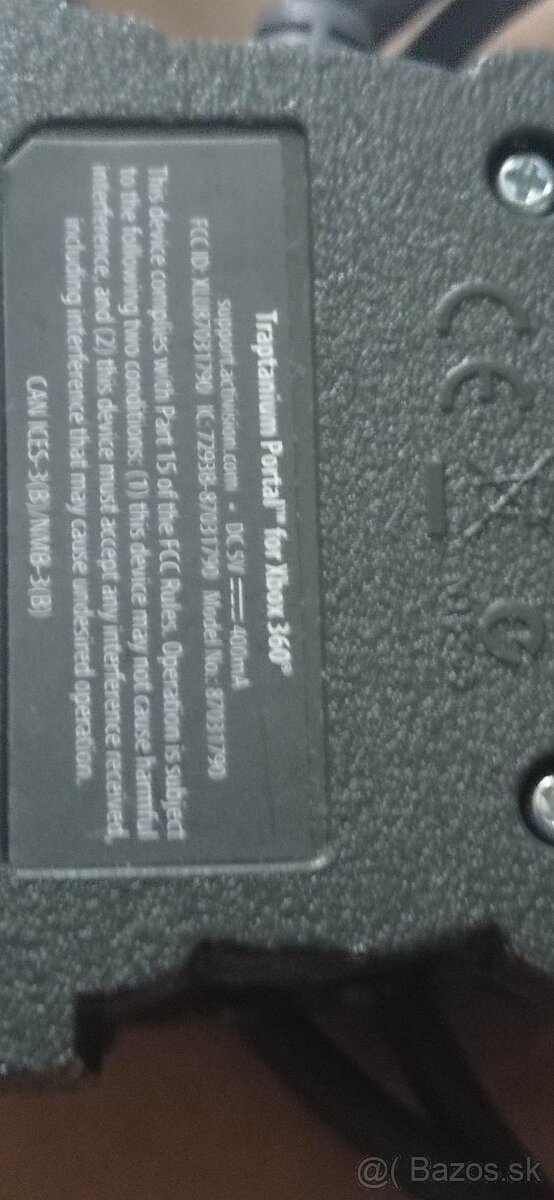 Traptanium Portal™ for Xbox 360®
support.activision.com • DC 5V 400mA
FCC ID: XLU87031790 IC: 7293B-87031790 Model No.: 87031790
This device complies with Part 15 of the FCC Rules. Operation is subject
to the following two conditions: (1) this device may not cause harmful
interference, and (2) this device must accept any interference received,
including interference that may cause undesired operation.
CAN ICES-3(B)/NMB-3(B)
CE
@( Bazos.sk